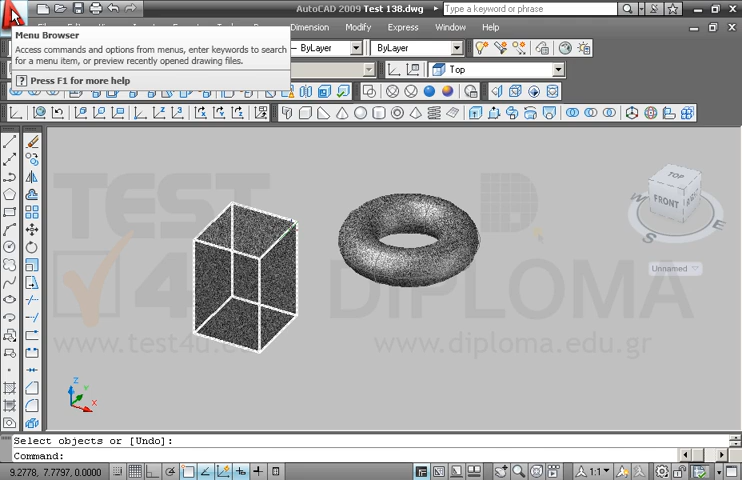 AutoCAD 2009 Test 138.dwg
Type a keyword or phrase
Express
Window
Help
Menu Browser
Access commands and options from menus, enter keywords to search
for a menu item, or preview recently opened drawing files.
Press F1 for more help
ByLayer
ByLayer
Top
TEST
4U
DIPLOMA
www.test4u.
www.diploma.edu.gr
TOP
FRONT
W
S
E
Unnamed
Z
Y
X
Select objects or [Undo]:
Command:
9.2778, 7.7797, 0.0000
1:1